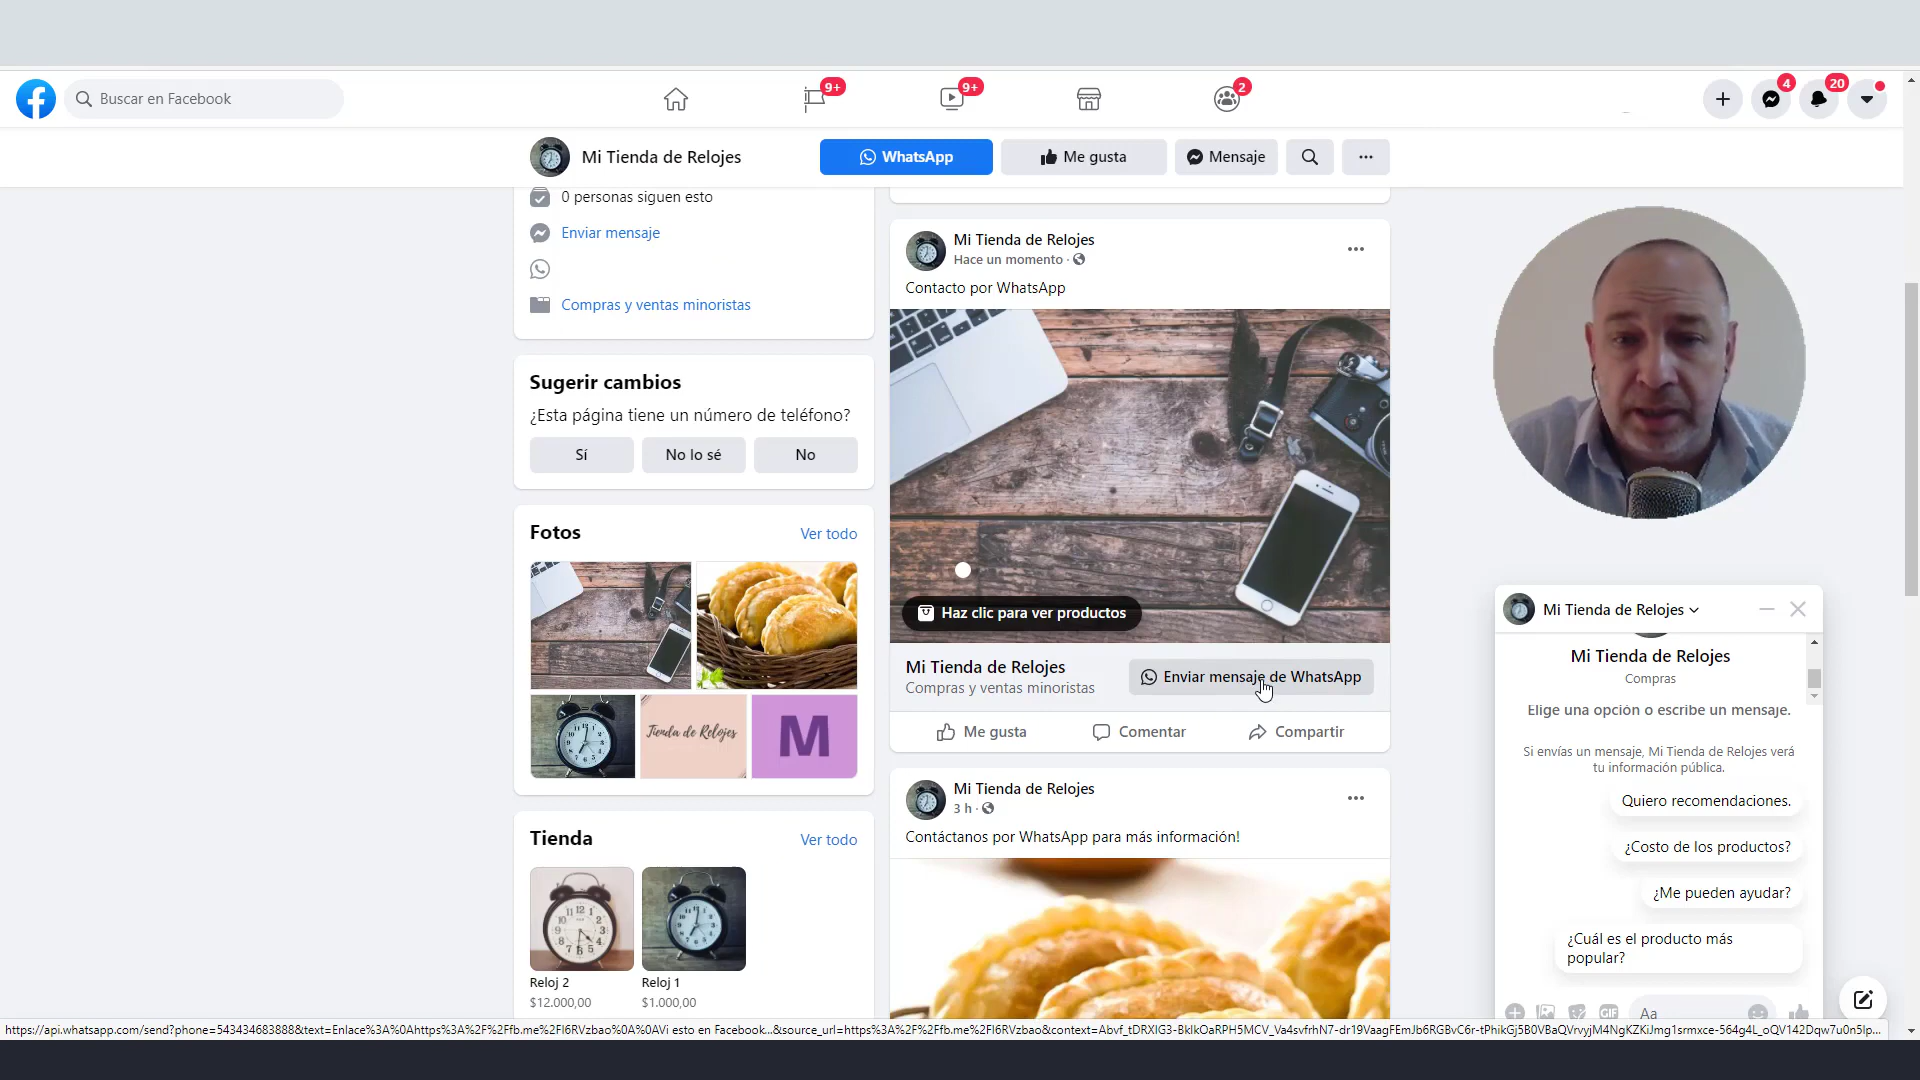 Buscar en Facebook
9+
9+
2
4
20
Mi Tienda de Relojes
WhatsApp
Me gusta
Mensaje
0 personas siguen esto
Enviar mensaje
Compras y ventas minoristas
Sugerir cambios
¿Esta página tiene un número de teléfono?
Sí
No lo sé
No
Fotos
Ver todo
Tienda de Relojes
M
Tienda
Ver todo
Reloj 2
$12.000,00
Reloj 1
$1.000,00
Mi Tienda de Relojes
Hace un momento ·
Contacto por WhatsApp
Haz clic para ver productos
Mi Tienda de Relojes
Compras y ventas minoristas
Enviar mensaje de WhatsApp
Me gusta
Comentar
Compartir
Mi Tienda de Relojes
3 h ·
Contáctanos por WhatsApp para más información!
Mi Tienda de Relojes
Mi Tienda de Relojes
Compras
Elige una opción o escribe un mensaje.
Si envías un mensaje, Mi Tienda de Relojes verá
tu información pública.
Quiero recomendaciones.
¿Costo de los productos?
¿Me pueden ayudar?
¿Cuál es el producto más
popular?
GIF
Aa